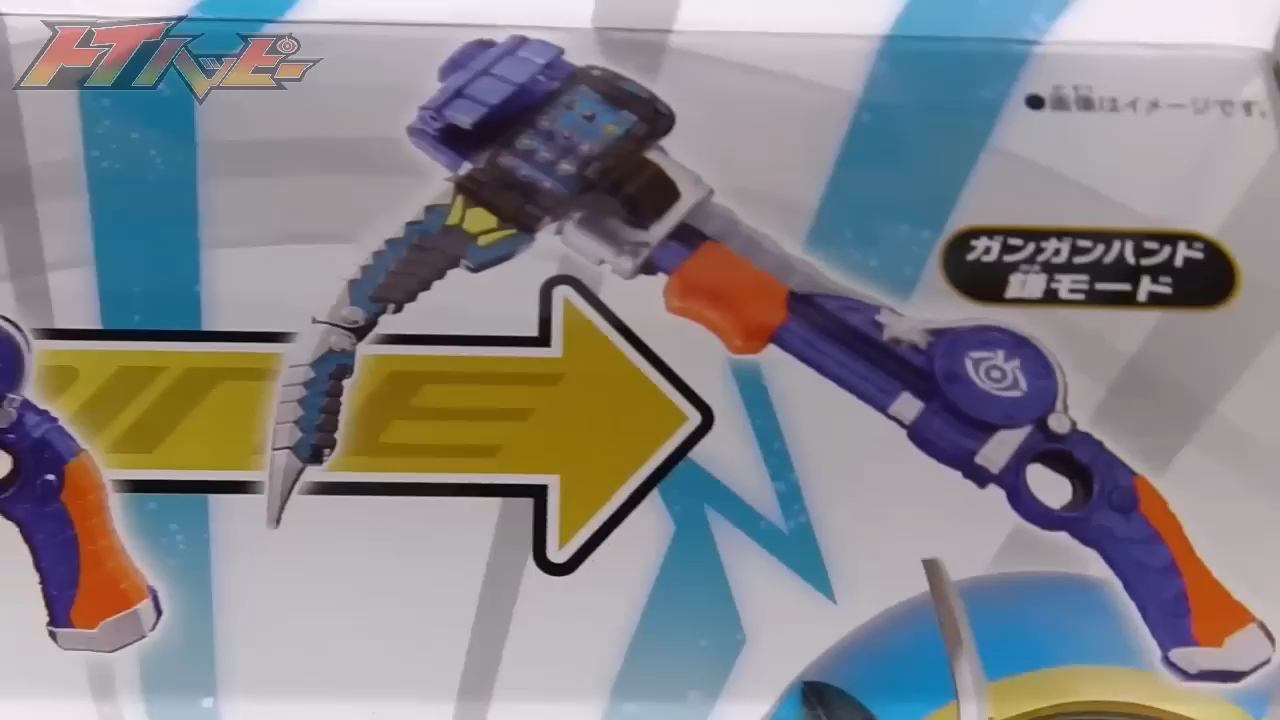 トイハッピー
●画像はイメージです。
ガンガンハンド
鎌モード